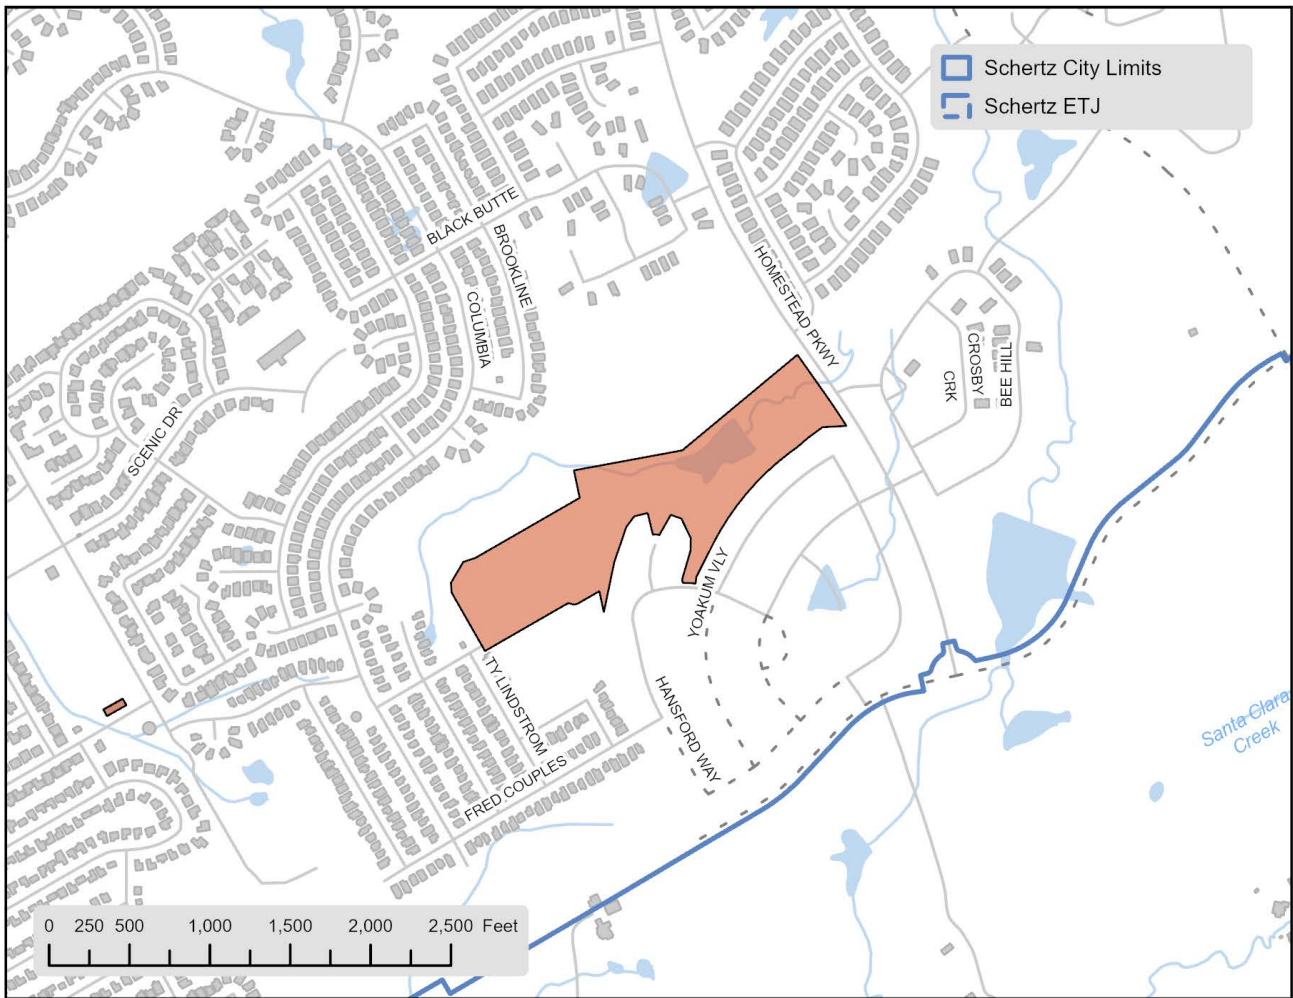 Schertz City Limits
Schertz ETJ
BLACK BUTTE
BROOKLINE
COLUMBIA
HOMESTEAD PKWY
CROSBY
CRK
BEE HILL
SCENIC DR
YOAKUM VLY
TY LINDSTROM
HANSFORD WAY
FRED COUPLES
Santa Clara
Creek
0 250 500 1,000 1,500 2,000 2,500 Feet